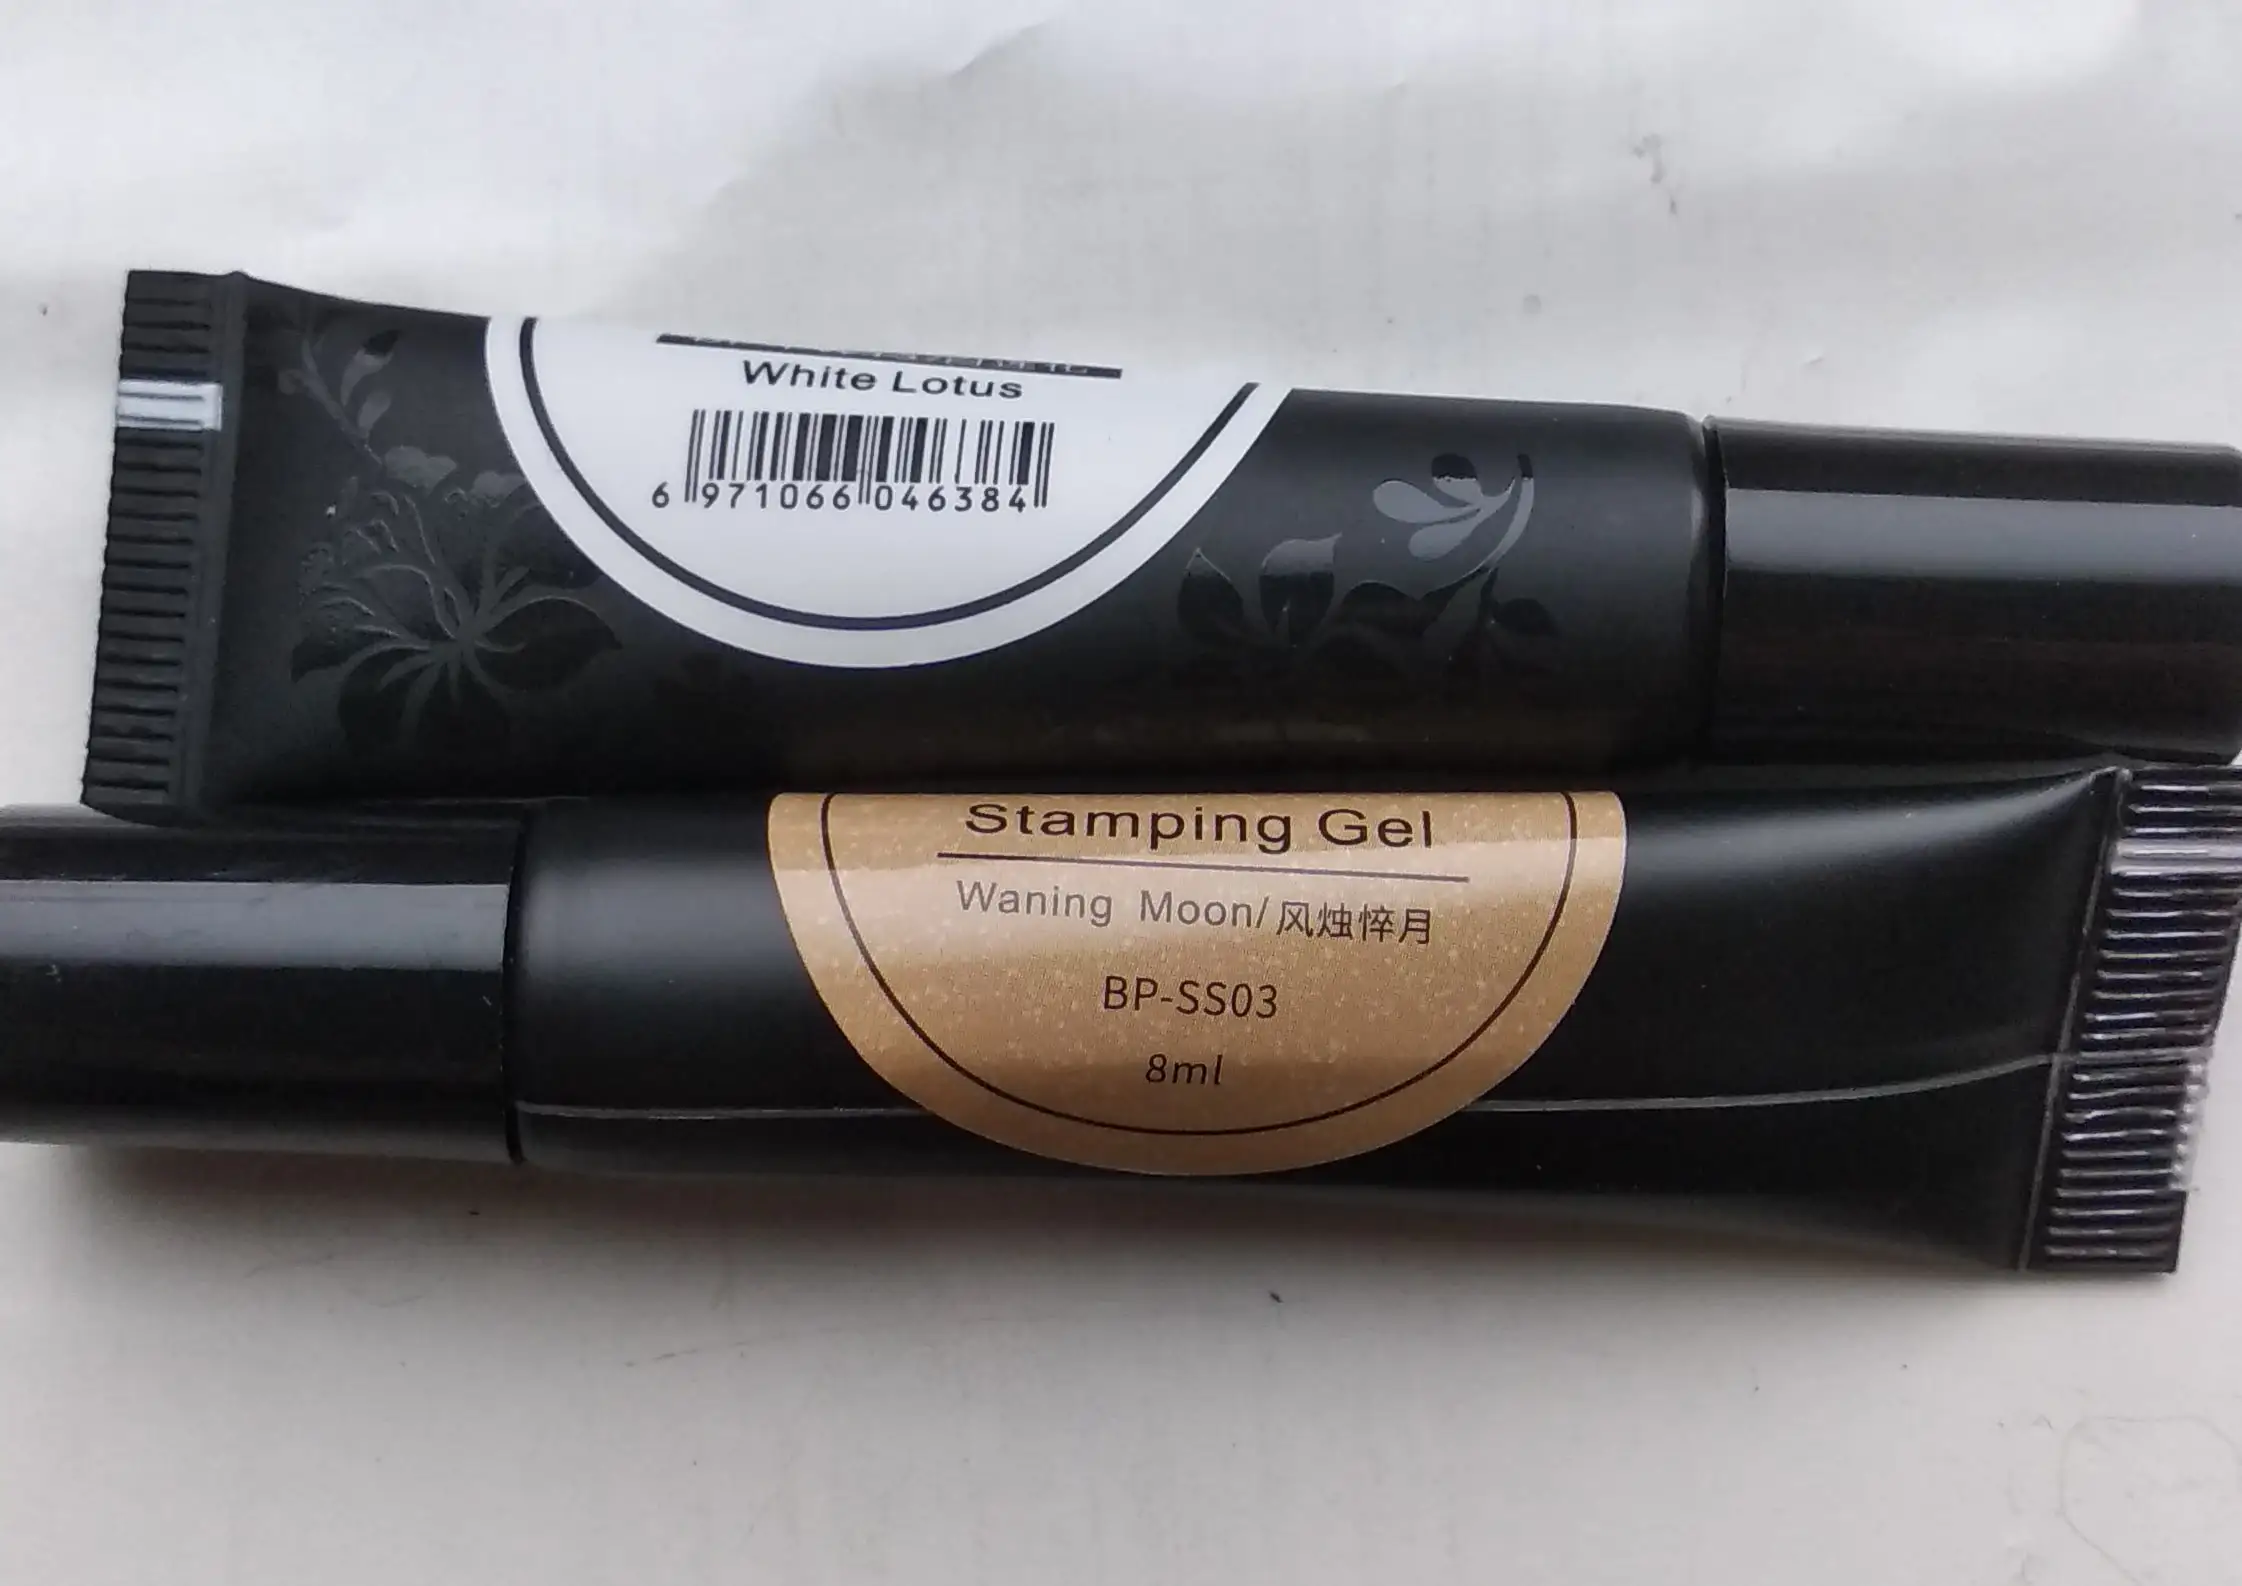 White Lotus
6 971066 046384
Stamping Gel
Waning Moon/风烛悴月
BP-SS03
8ml